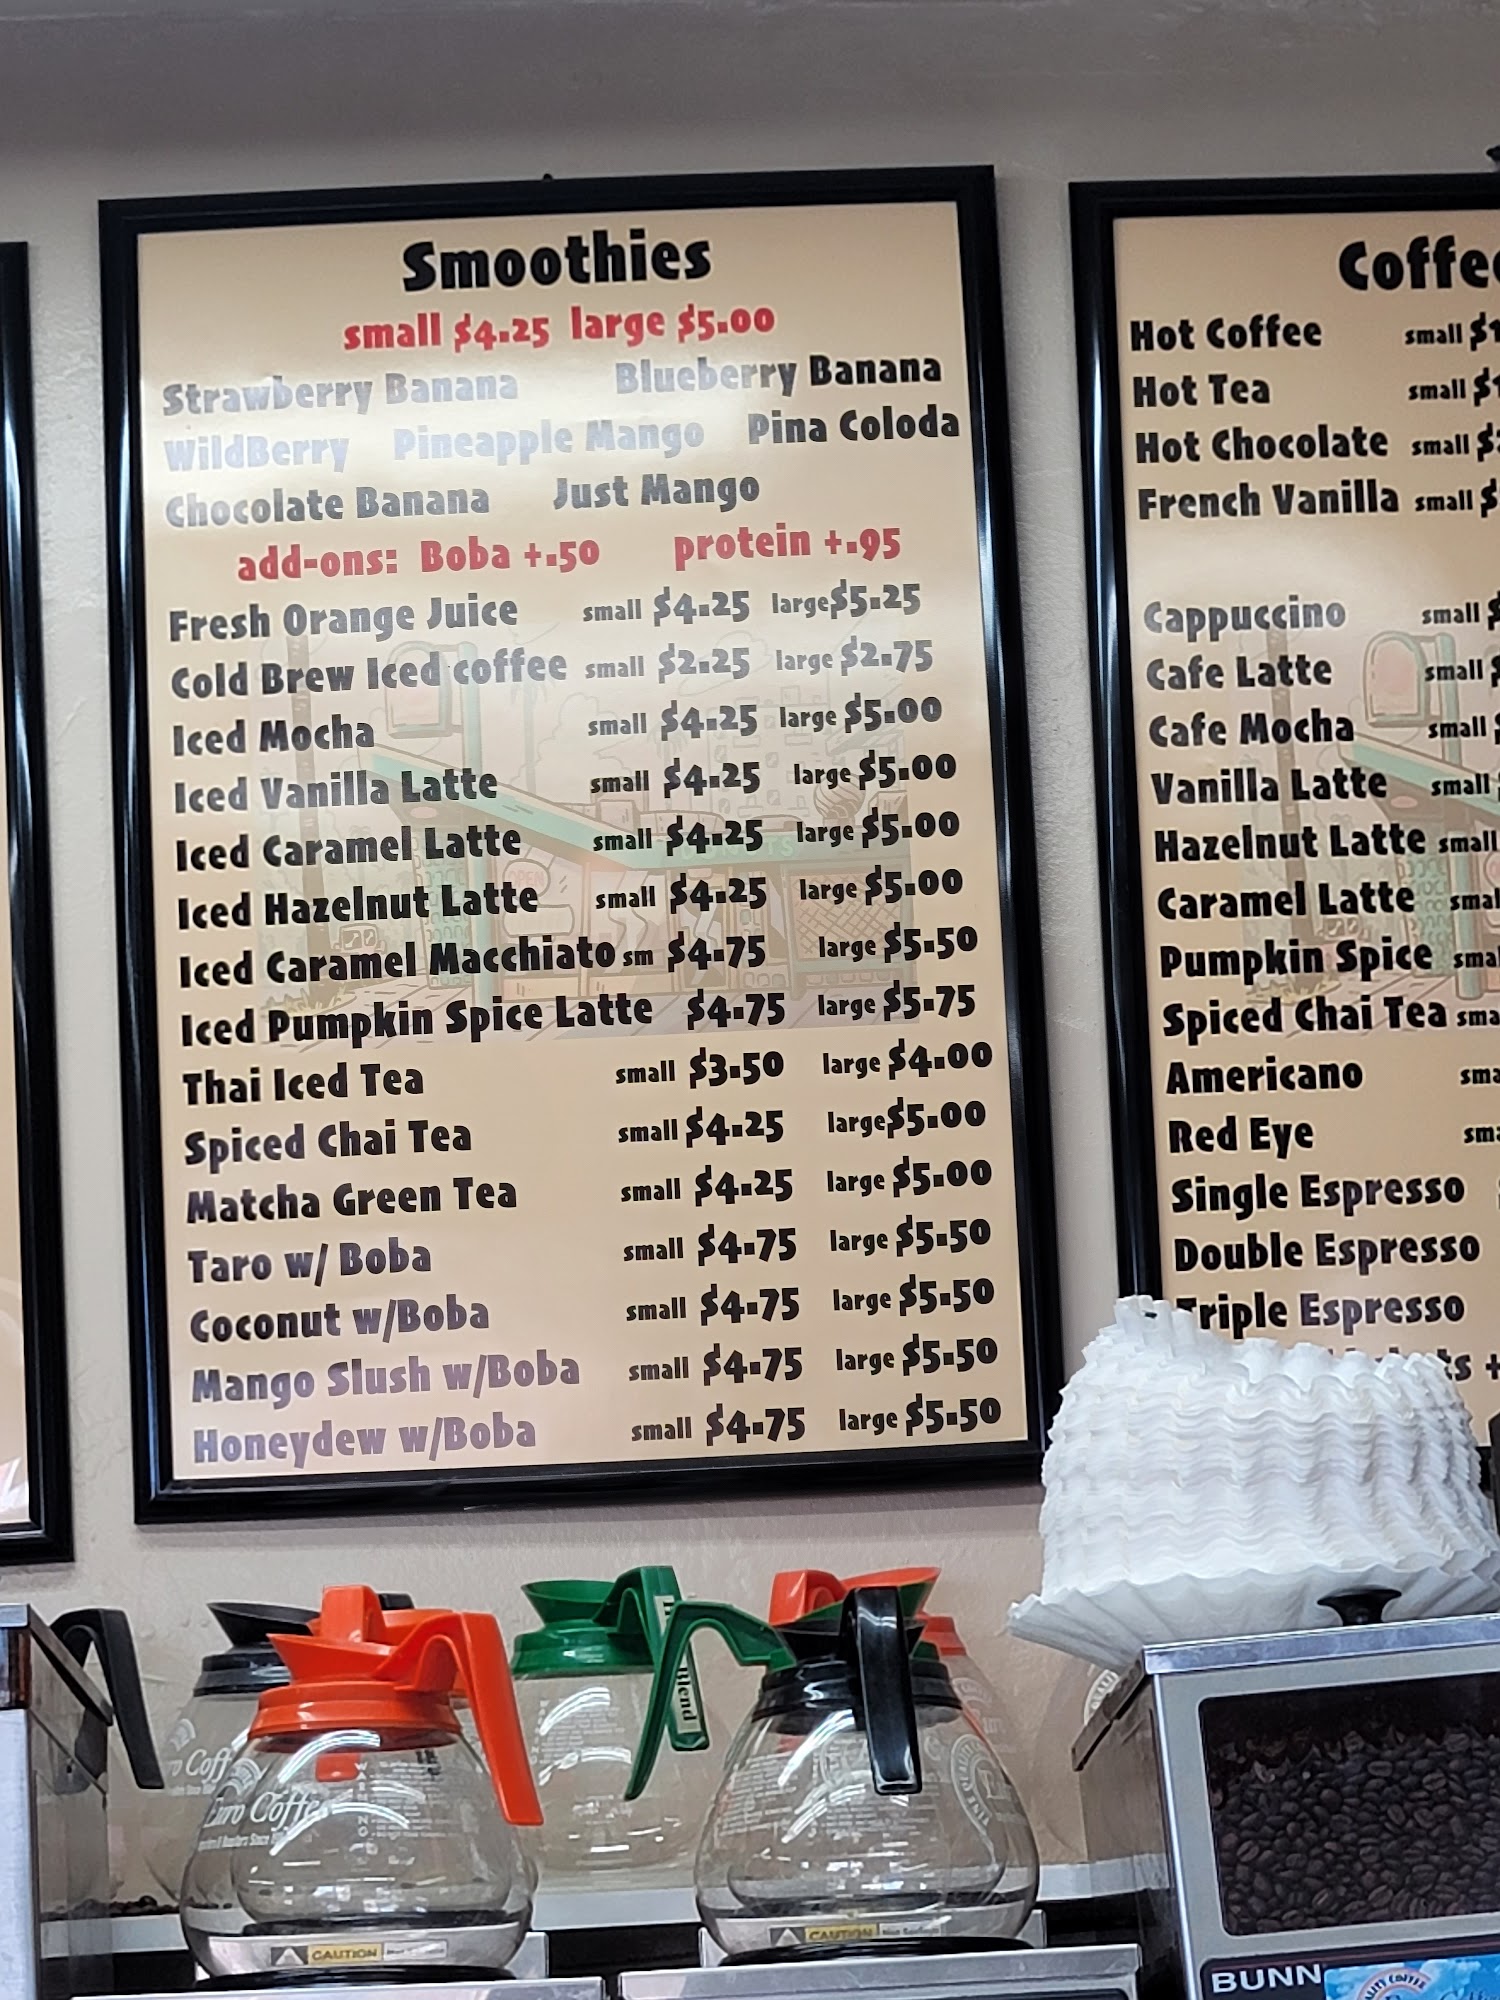 Smoothies
small $4.25 large $5.00
Strawberry Banana Blueberry Banana
WildBerry Pineapple Mango Pina Coloda
Chocolate Banana Just Mango
add-ons: Boba +.50 protein +.95
Fresh Orange Juice small $4.25 large $5.25
Cold Brew Iced coffee small $2.25 large $2.75
Iced Mocha small $4.25 large $5.00
Iced Vanilla Latte small $4.25 large $5.00
Iced Caramel Latte small $4.25 large $5.00
Iced Hazelnut Latte small $4.25 large $5.00
Iced Caramel Macchiato sm $4.75 large $5.50
Iced Pumpkin Spice Latte $4.75 large $5.75
Thai Iced Tea small $3.50 large $4.00
Spiced Chai Tea small $4.25 large $5.00
Matcha Green Tea small $4.25 large $5.00
Taro w/ Boba small $4.75 large $5.50
Coconut w/Boba small $4.75 large $5.50
Mango Slush w/Boba small $4.75 large $5.50
Honeydew w/Boba small $4.75 large $5.50
Coffee
Hot Coffee small
Hot Tea small
Hot Chocolate small
French Vanilla small
Cappuccino small
Cafe Latte small
Cafe Mocha small
Vanilla Latte small
Hazelnut Latte small
Caramel Latte
Pumpkin Spice
Spiced Chai Tea
Americano
Red Eye
Single Espresso
Double Espresso
Triple Espresso
OPEN
Blend
Euro Coffee
CAUTION
CAUTION
BUNN